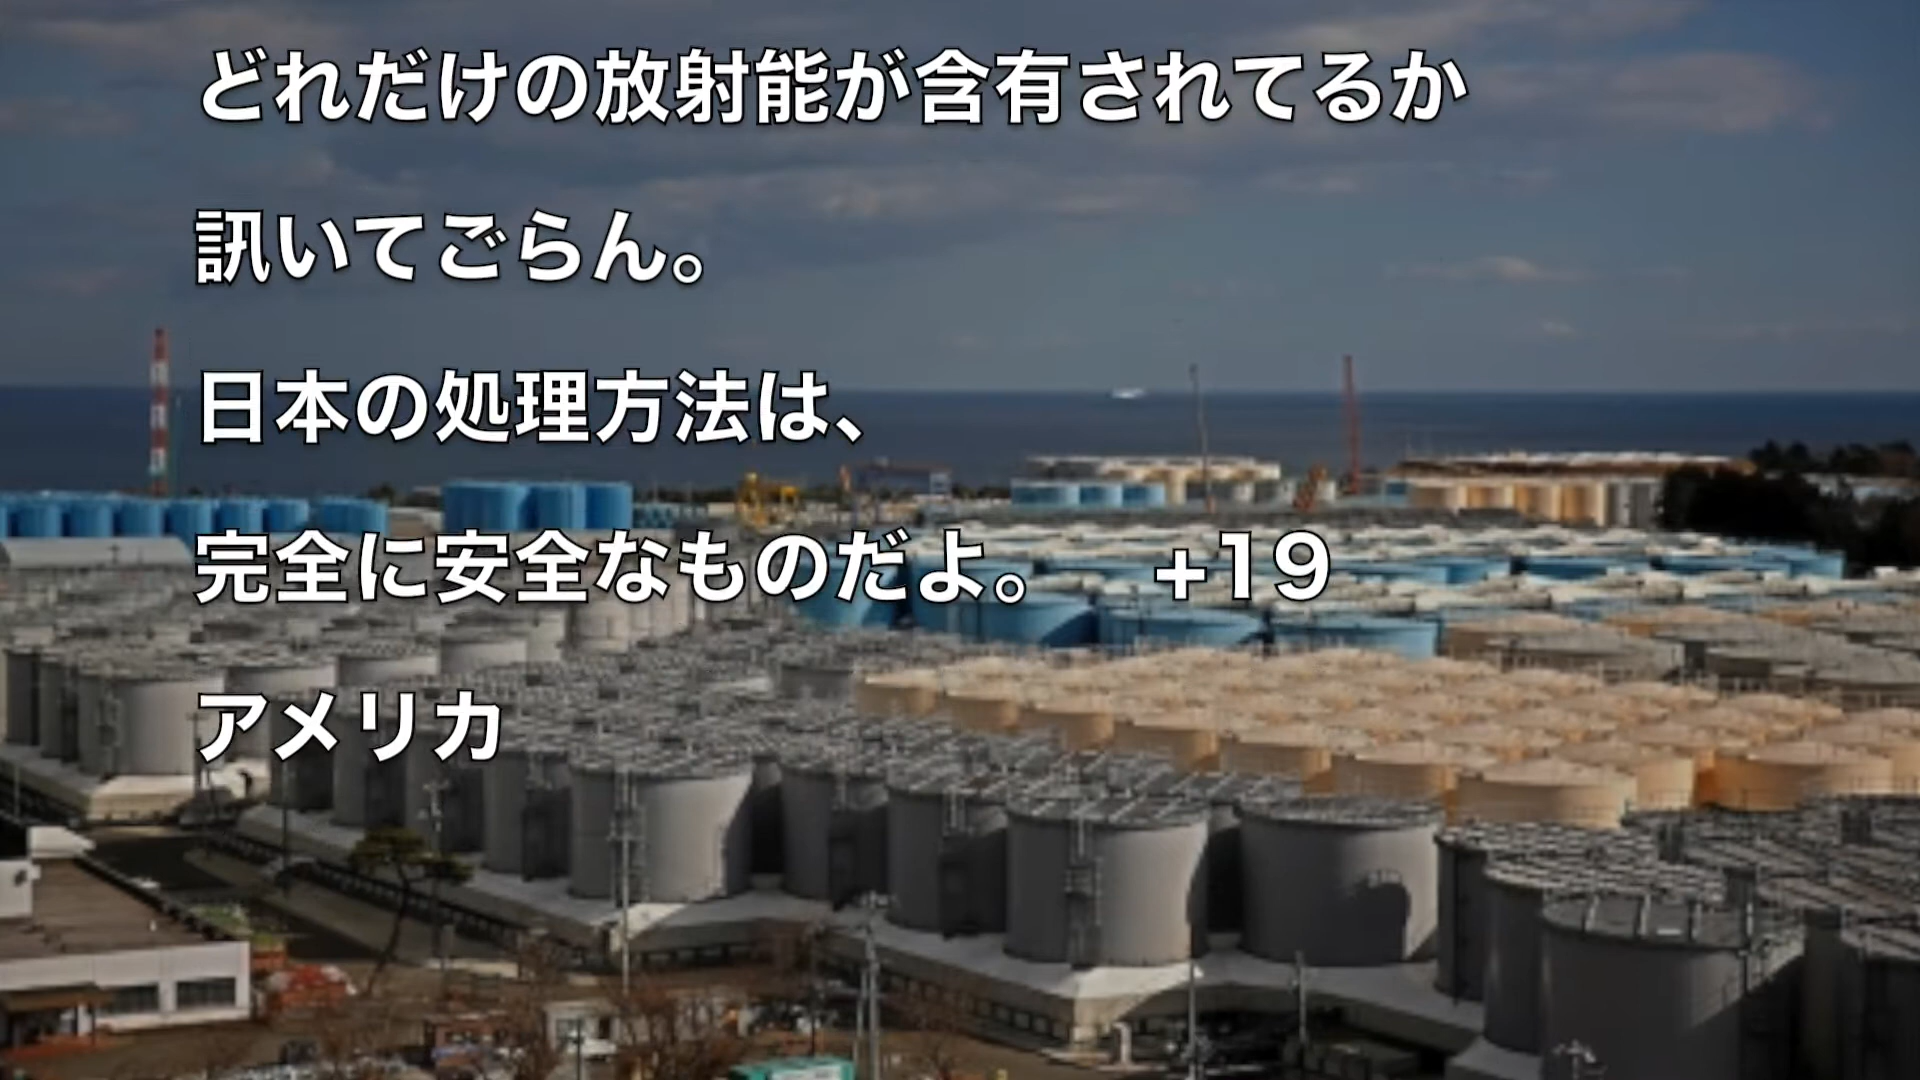 どれだけの放射能が含有されてるか
訊いてごらん。
日本の処理方法は、
完全に安全なものだよ。 +19
アメリカ